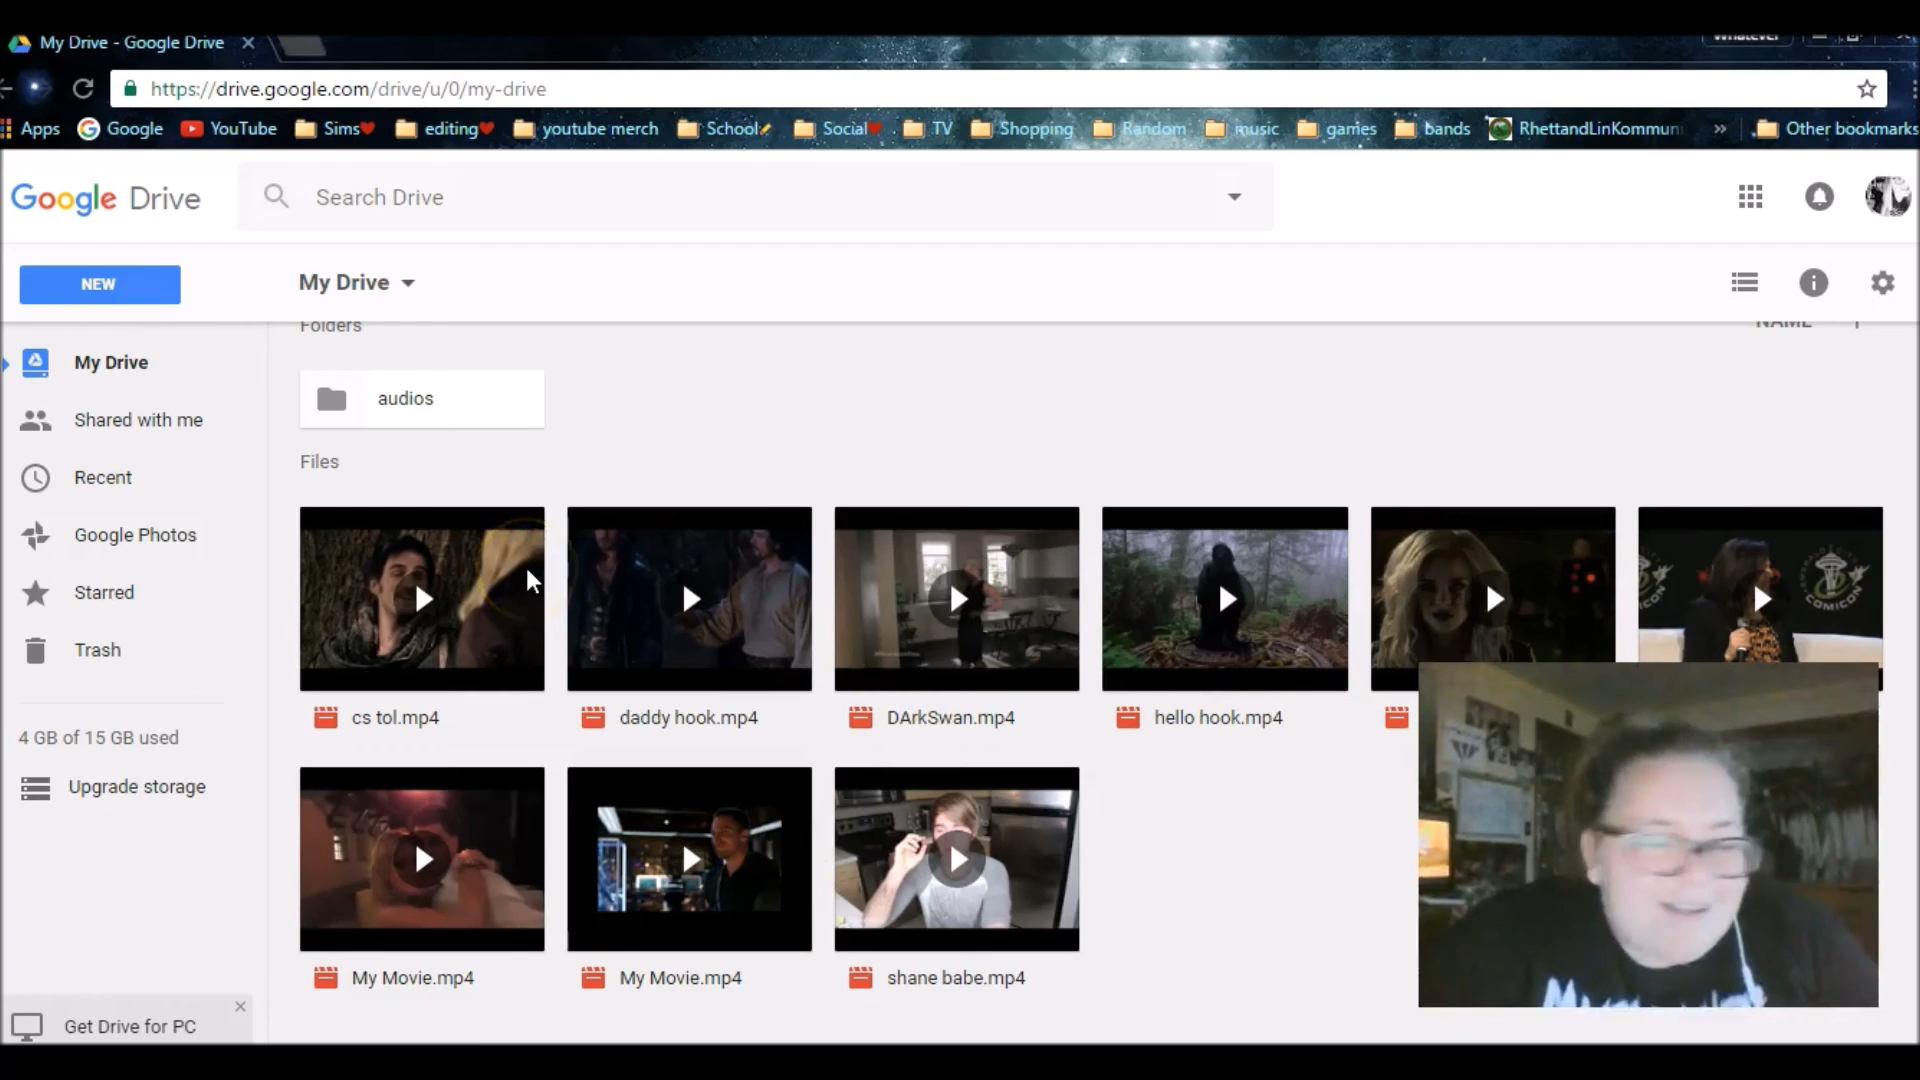 My Drive - Google Drive
Whatever
https://drive.google.com/drive/u/0/my-drive
Apps Google YouTube Sims editing youtube merch School Social TV Shopping Random music games bands RhettandLinKommuni » Other bookmarks
Google Drive
Search Drive
NEW
My Drive
Folders
NAME
My Drive
audios
Shared with me
Files
Recent
Google Photos
Starred
COMICON
Trash
cs tol.mp4
daddy hook.mp4
DArkSwan.mp4
hello hook.mp4
4 GB of 15 GB used
Upgrade storage
My Movie.mp4
My Movie.mp4
shane babe.mp4
Get Drive for PC